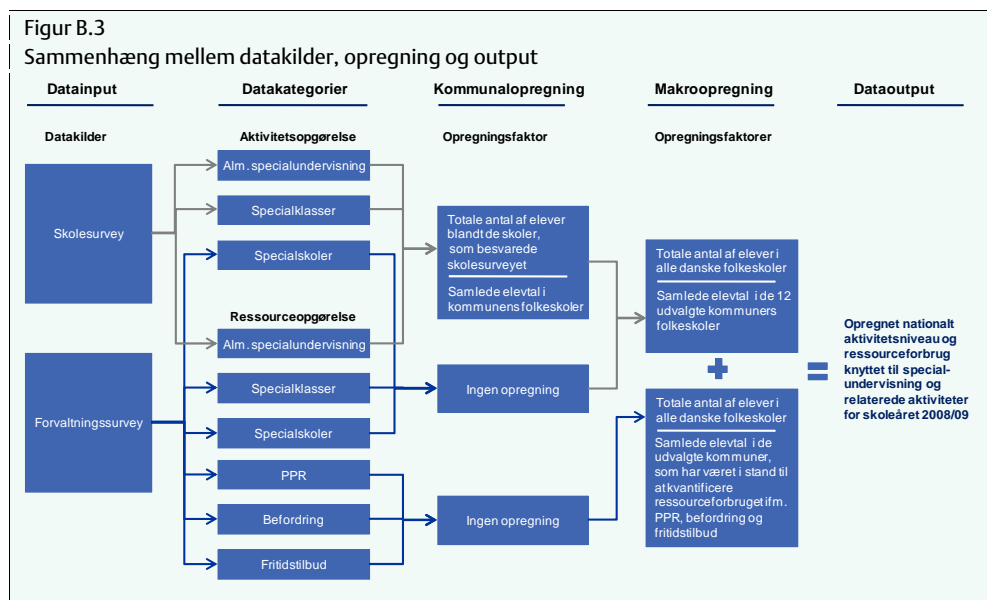 Figur B.3
Sammenhæng mellem datakilder, opregning og output
Datainput
Datakategorier
Kommunalopregning
Makroopregning
Dataoutput
Datakilder
Aktivitetsopgørelse
Opregningsfaktor
Opregningsfaktorer
Skolesurvey
Forvaltningssurvey
Alm. specialundervisning
Specialklasser
Specialskoler
Ressourceopgørelse
Alm. specialundervisning
Specialklasser
Specialskoler
PPR
Befordring
Fritidstilbud
Totale antal af elever
blandt de skoler,
som besvarede
skolesurveyet
Samlede elevtal i
kommunens folkeskoler
Ingen opregning
Ingen opregning
Totale antal af elever i
alle danske folkeskoler
Samlede elevtal i de 12
udvalgte kommuners
folkeskoler
+
Totale antal af elever i
alle danske folkeskoler
Samlede elevtal i de
udvalgte kommuner,
som har været i stand til
at kvantificere
ressourceforbruget ifm.
PPR, befordring og
fritidstilbud
=
Opregnet nationalt
aktivitetsniveau og
ressourceforbrug
knyttet til special-
undervisning og
relaterede aktiviteter
for skoleåret 2008/09